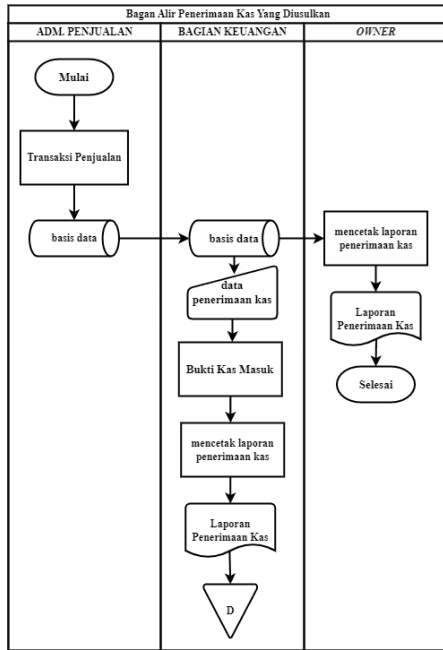 Bagan Alir Penerimaan Kas Yang Diusulkan
ADM. PENJUALAN
BAGIAN KEUANGAN
OWNER
Mulai
Transaksi Penjualan
basis data
basis data
data
penerimaan kas
Bukti Kas Masuk
mencetak laporan
penerimaan kas
Laporan
Penerimaan Kas
D
mencetak laporan
penerimaan kas
Laporan
Penerimaan Kas
Selesai